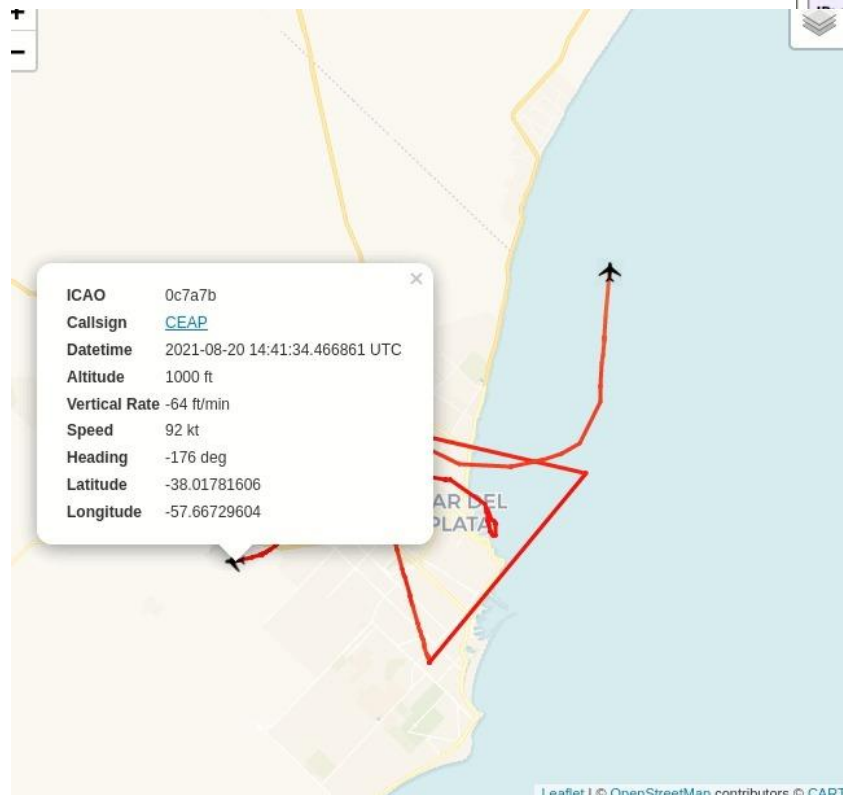 +
−
×
ICAO 0c7a7b
Callsign CEAP
Datetime 2021-08-20 14:41:34.466861 UTC
Altitude 1000 ft
Vertical Rate -64 ft/min
Speed 92 kt
Heading -176 deg
Latitude -38.01781606
Longitude -57.66729604
AR DEL
PLATA
Leaflet | © OpenStreetMap contributors © CART